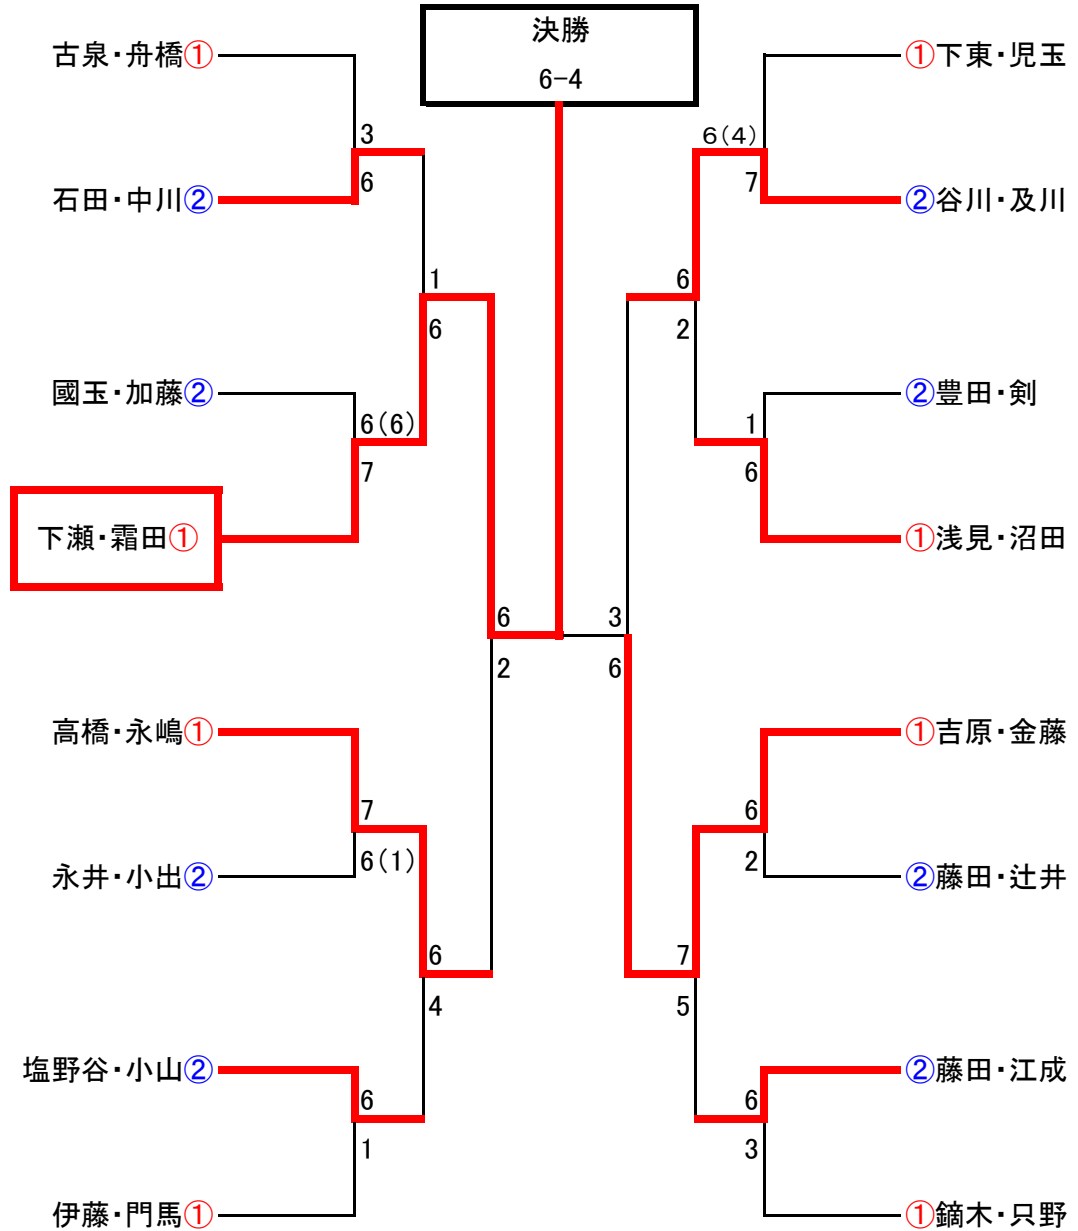 決勝
6-4
古泉・舟橋①
3
6
石田・中川②
1
6
國玉・加藤②
6(6)
7
下瀬・霜田①
6
2
高橋・永嶋①
7
6(1)
永井・小出②
6
4
塩野谷・小山②
6
1
伊藤・門馬①
①下東・児玉
6(4)
7
②谷川・及川
6
2
②豊田・剣
1
6
①浅見・沼田
3
6
①吉原・金藤
6
2
②藤田・辻井
7
5
②藤田・江成
6
3
①鏑木・只野